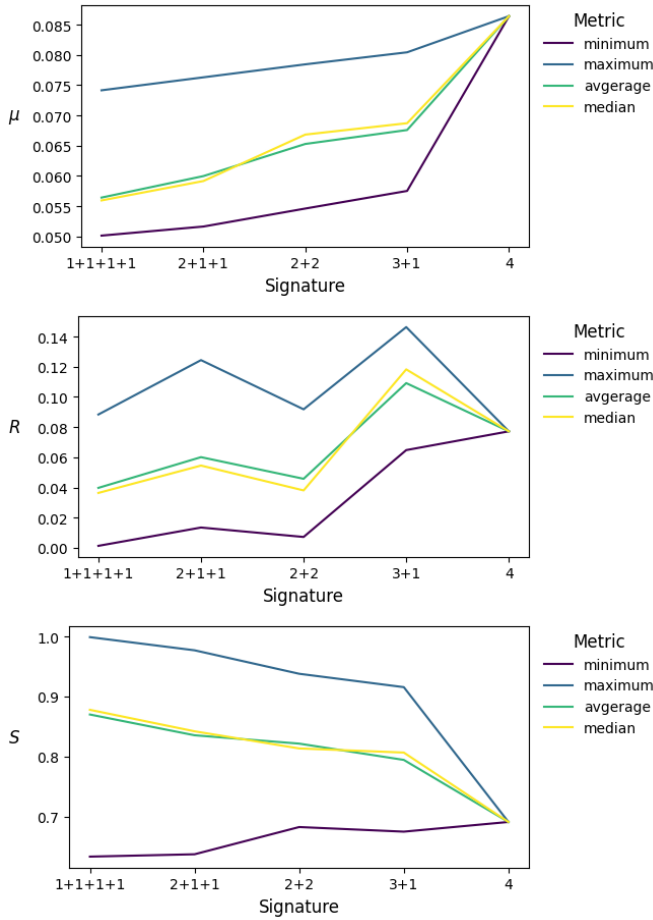 0.085
0.080
0.075
0.070
0.065
0.060
0.055
0.050
μ
1+1+1+1 2+1+1 2+2 3+1 4
Signature
Metric
minimum
maximum
avgerage
median
0.14
0.12
0.10
0.08
0.06
0.04
0.02
0.00
R
1+1+1+1 2+1+1 2+2 3+1 4
Signature
Metric
minimum
maximum
avgerage
median
1.0
0.9
0.8
0.7
S
1+1+1+1 2+1+1 2+2 3+1 4
Signature
Metric
minimum
maximum
avgerage
median